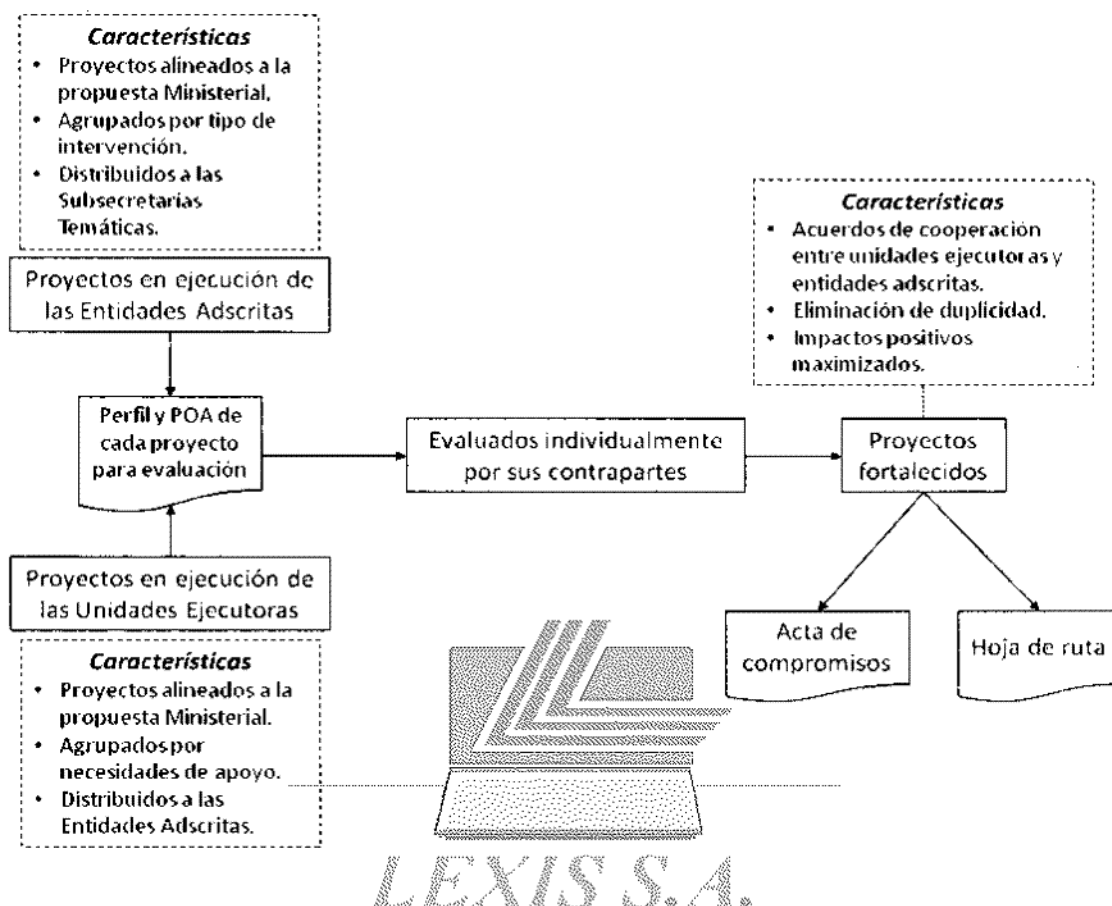 Características
• Proyectos alineados a la
propuesta Ministerial.
• Agrupados por tipo de
intervención.
• Distribuidos a las
Subsecretarías
Temáticas.
Proyectos en ejecución de
las Entidades Adscritas
Perfil y POA de
cada proyecto
para evaluación
Proyectos en ejecución de
las Unidades Ejecutoras
Características
• Proyectos alineados a la
propuesta Ministerial.
• Agrupados por
necesidades de apoyo.
• Distribuidos a las
Entidades Adscritas.
Evaluados individualmente
por sus contrapartes
Características
• Acuerdos de cooperación
entre unidades ejecutoras y
entidades adscritas.
• Eliminación de duplicidad.
• Impactos positivos
maximizados.
Proyectos
fortalecidos
Acta de
compromisos
Hoja de ruta
LEXIS S.A.